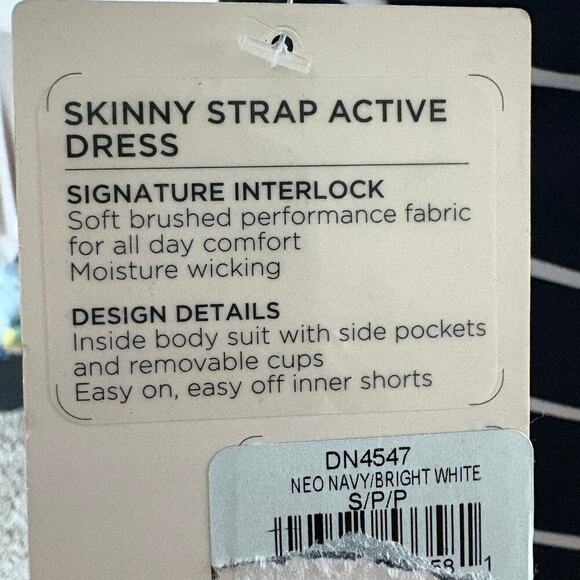 SKINNY STRAP ACTIVE
DRESS
SIGNATURE INTERLOCK
Soft brushed performance fabric
for all day comfort
Moisture wicking
DESIGN DETAILS
Inside body suit with side pockets
and removable cups
Easy on, easy off inner shorts
DN4547
NEO NAVY/BRIGHT WHITE
S/P/P
58 1